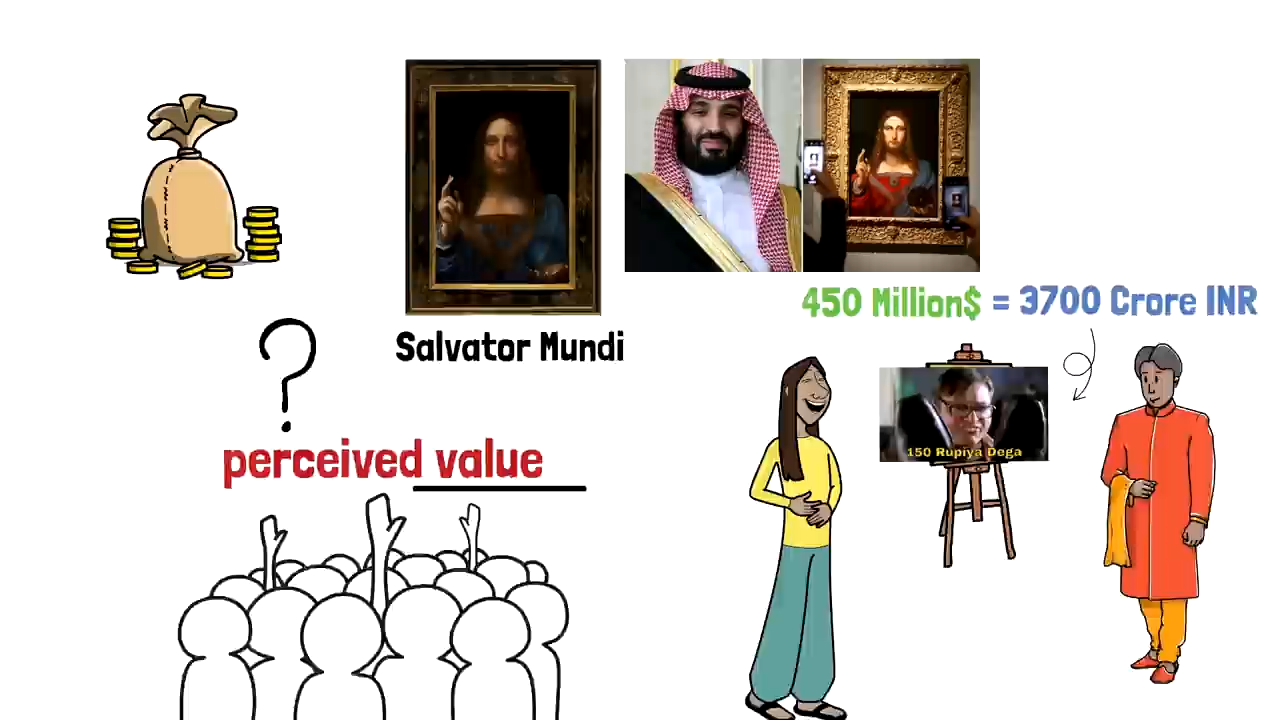 450 Million$ = 3700 Crore INR
Salvator Mundi
?
perceived value
150 Rupiya Dega